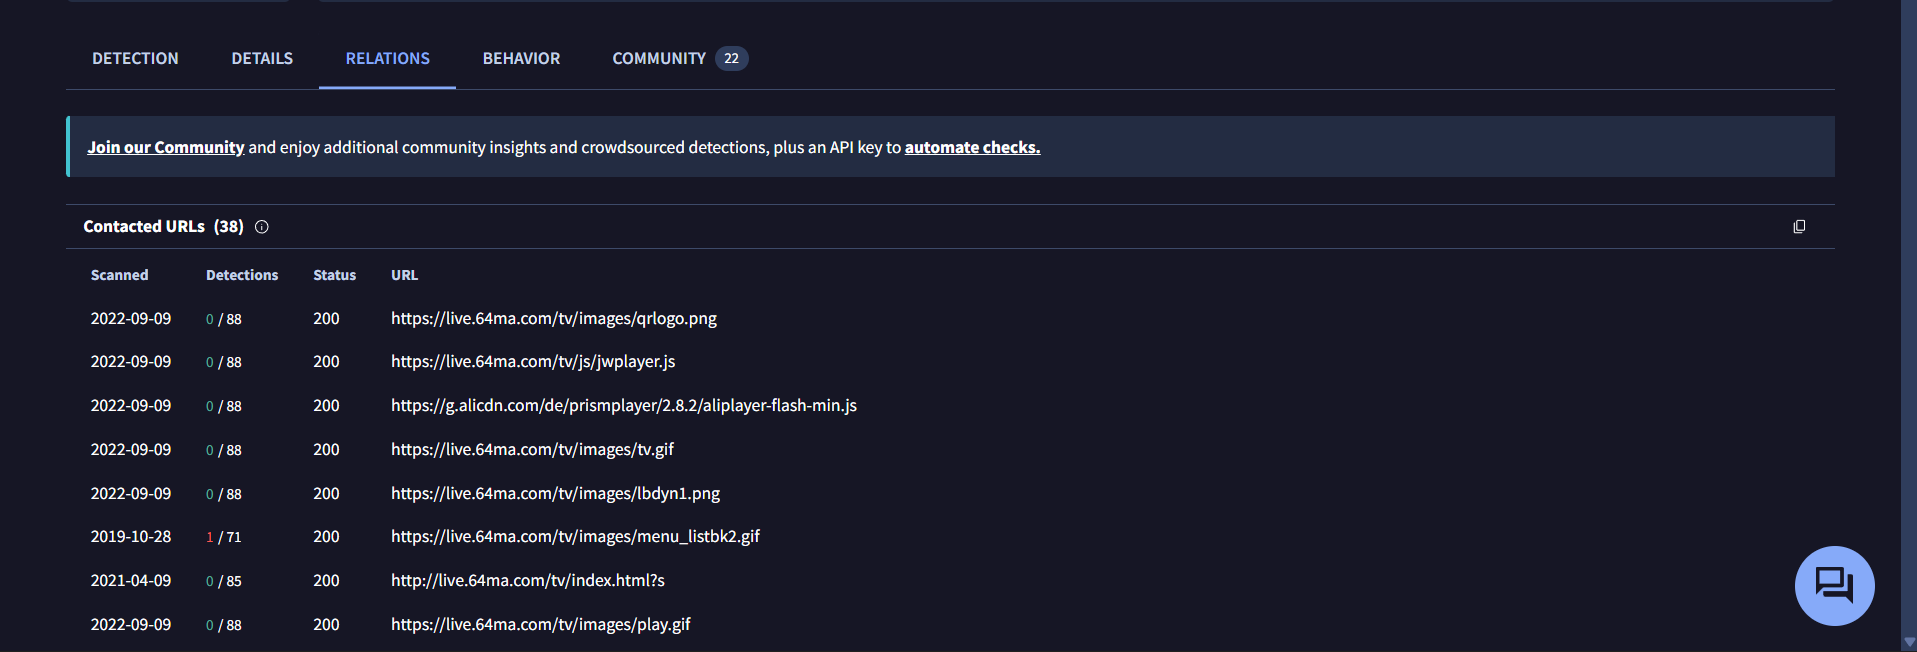 DETECTION DETAILS RELATIONS BEHAVIOR COMMUNITY 22
Join our Community and enjoy additional community insights and crowdsourced detections, plus an API key to automate checks.
Contacted URLs (38)
Scanned Detections Status URL
2022-09-09 0 / 88 200 https://live.64ma.com/tv/images/qrlogo.png
2022-09-09 0 / 88 200 https://live.64ma.com/tv/js/jwplayer.js
2022-09-09 0 / 88 200 https://g.alicdn.com/de/prismplayer/2.8.2/aliplayer-flash-min.js
2022-09-09 0 / 88 200 https://live.64ma.com/tv/images/tv.gif
2022-09-09 0 / 88 200 https://live.64ma.com/tv/images/lbdyn1.png
2019-10-28 1 / 71 200 https://live.64ma.com/tv/images/menu_listbk2.gif
2021-04-09 0 / 85 200 http://live.64ma.com/tv/index.html?s
2022-09-09 0 / 88 200 https://live.64ma.com/tv/images/play.gif